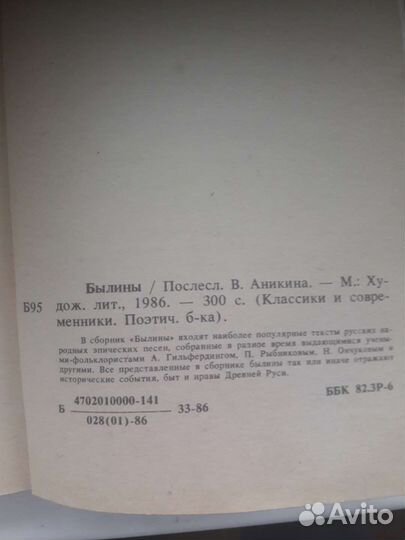 Былины / Послесл. В. Аникина. — М.: Ху-
Б95 дож. лит., 1986. — 300 с. (Классики и совре-
менники. Поэтич. б-ка).
В сборник «Былины» входят наиболее популярные тексты русских на-
родных эпических песен, собранные в разное время выдающимися учены-
ми-фольклористами А. Гильфердингом, П. Рыбниковым, Н. Ончуковым и
другими. Все представленные в сборнике былины так или иначе отражают
исторические события, быт и нравы Древней Руси.
Б 4702010000-141 33-86
028(01)-86
ББК 82.3Р-6
Avito